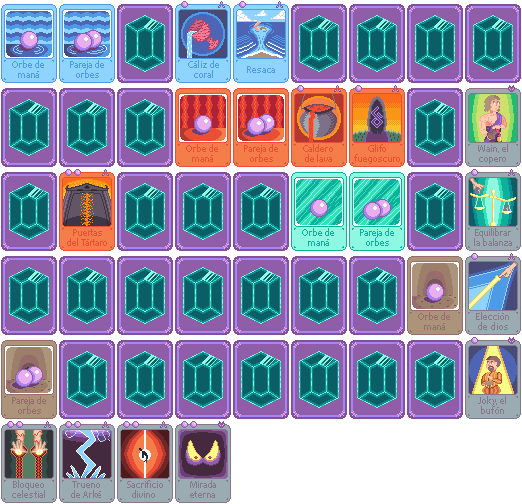 Orbe de
maná
Pareja de
orbes
Cáliz de
coral
Resaca
Orbe de
maná
Pareja de
orbes
Caldero
de lava
Glifo
fuegoscuro
Wain, el
copero
Puertas
del Tártaro
Orbe de
maná
Pareja de
orbes
Equilibrar
la balanza
Orbe de
maná
Elección
de dios
Pareja de
orbes
Joky, el
bufón
Bloqueo
celestial
Trueno
de Arké
Sacrificio
divino
Mirada
eterna